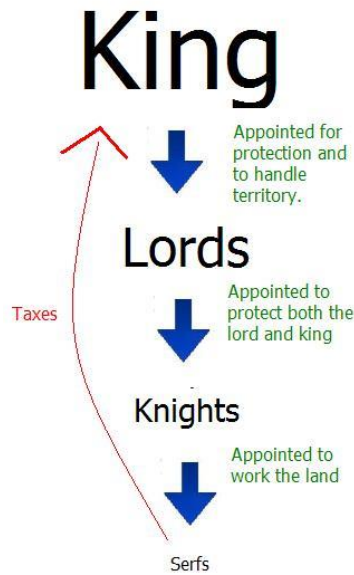 King
Appointed for
protection and
to handle
territory.
Lords
Taxes
Appointed to
protect both the
lord and king
Knights
Appointed to
work the land
Serfs